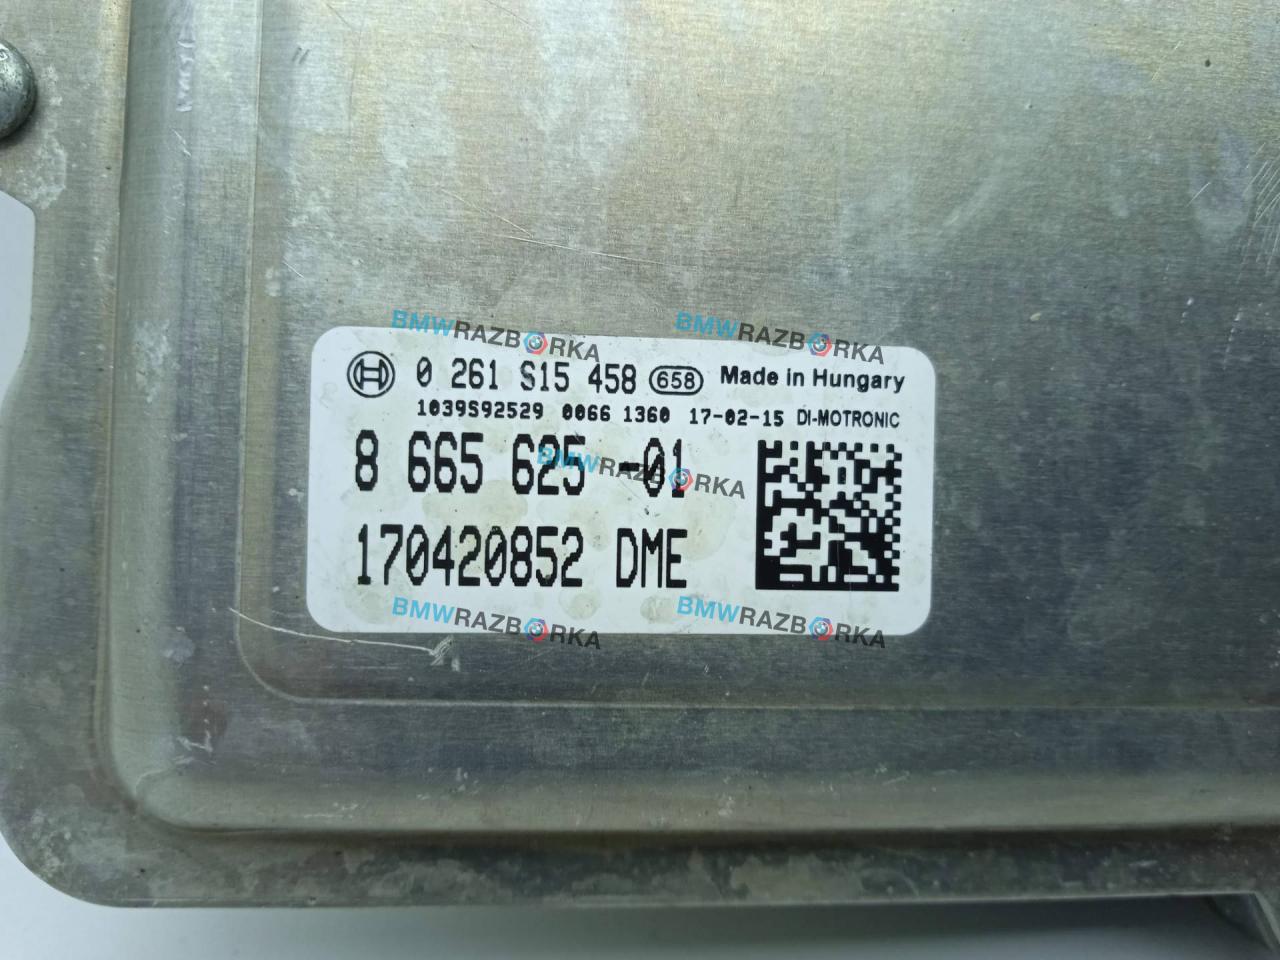 BMWRAZBORKA BMWRAZBORKA
0 261 S15 458 658 Made in Hungary
1039S92529 0066 1360 17-02-15 DI-MOTRONIC
8 665 625 -01
BMWRAZBORKA
170420852 DME
BMWRAZBORKA BMWRAZBORKA